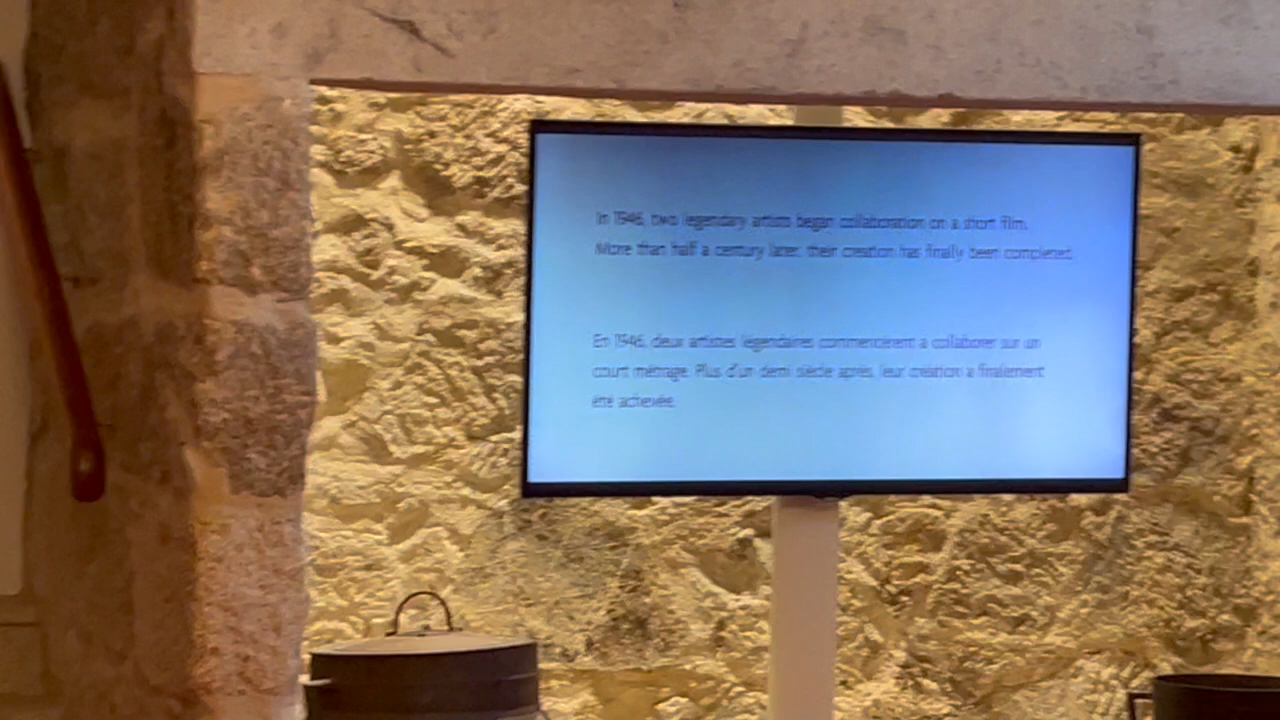 In 1946, two legendary artists began collaboration on a short film.
More than half a century later, their creation has finally been completed.
En 1946, deux artistes légendaires commencèrent à collaborer sur un
court métrage. Plus d'un demi siècle après, leur création a finalement
été achevée.